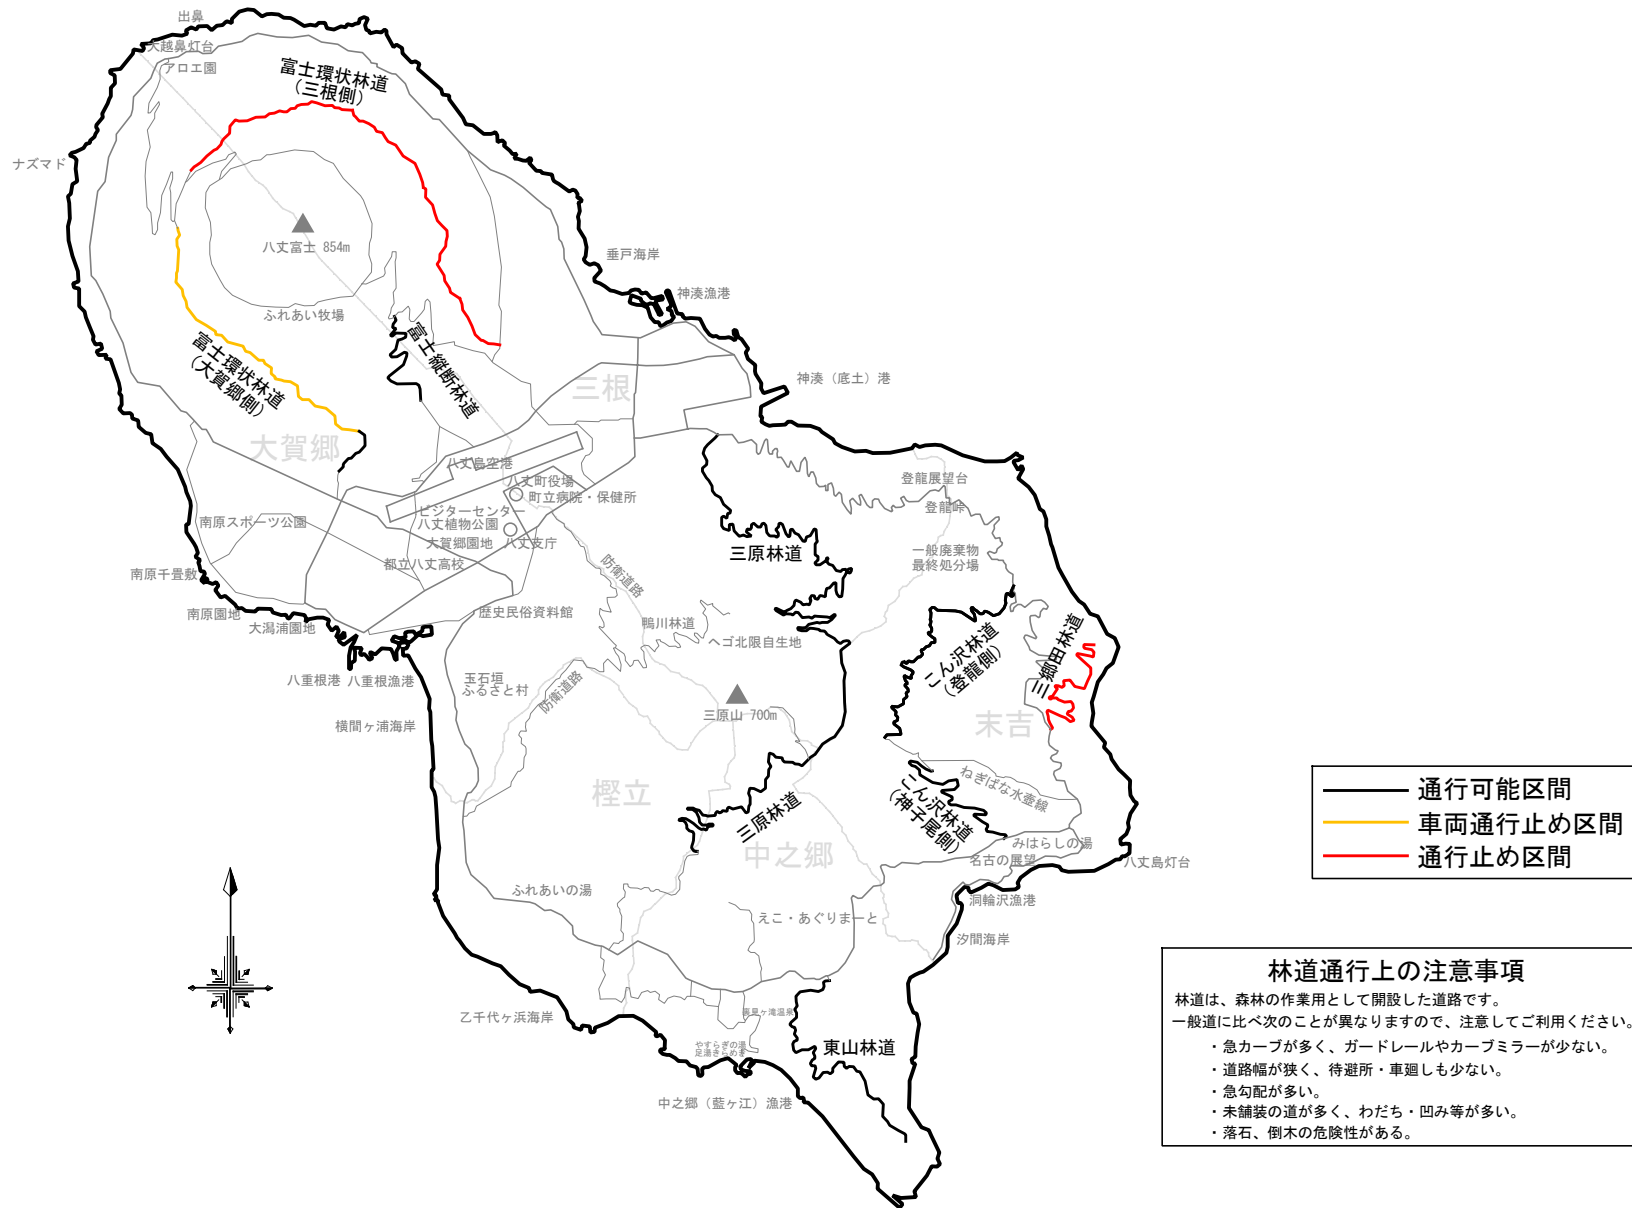 出鼻
大越鼻灯台
アロエ園
富士環状林道
(三根側)
ナズマド
八丈富士 854m
垂戸海岸
神湊漁港
ふれあい牧場
富士環状林道
(大賀郷側)
富士縦断林道
三根
神湊（底土）港
大賀郷
八丈島空港
八丈町役場
町立病院・保健所
登龍展望台
登龍峠
南原スポーツ公園
ビジターセンター
八丈植物公園
大賀郷園地
八丈支庁
都立八丈高校
三原林道
一般廃棄物
最終処分場
防衛道路
南原千畳敷
南原園地
大潟浦園地
歴史民俗資料館
鴨川林道
ヘゴ北限自生地
こん沢林道
(登龍側)
三郷田林道
八重根港
八重根漁港
玉石垣
ふるさと村
防衛道路
三原山 700m
末吉
横間ヶ浦海岸
樫立
ねぎばな水壺線
こん沢林道
(神子尾側)
三原林道
中之郷
みはらしの湯
名古の展望
八丈島灯台
洞輪沢漁港
汐間海岸
ふれあいの湯
えこ・あぐりまーと
乙千代ヶ浜海岸
裏見ヶ滝温泉
やすらぎの湯
足湯きらめき
東山林道
中之郷（藍ヶ江）漁港
通行可能区間
車両通行止め区間
通行止め区間
林道通行上の注意事項
林道は、森林の作業用として開設した道路です。
一般道に比べ次のことが異なりますので、注意してご利用ください。
・急カーブが多く、ガードレールやカーブミラーが少ない。
・道路幅が狭く、待避所・車廻しも少ない。
・急勾配が多い。
・未舗装の道が多く、わだち・凹み等が多い。
・落石、倒木の危険性がある。